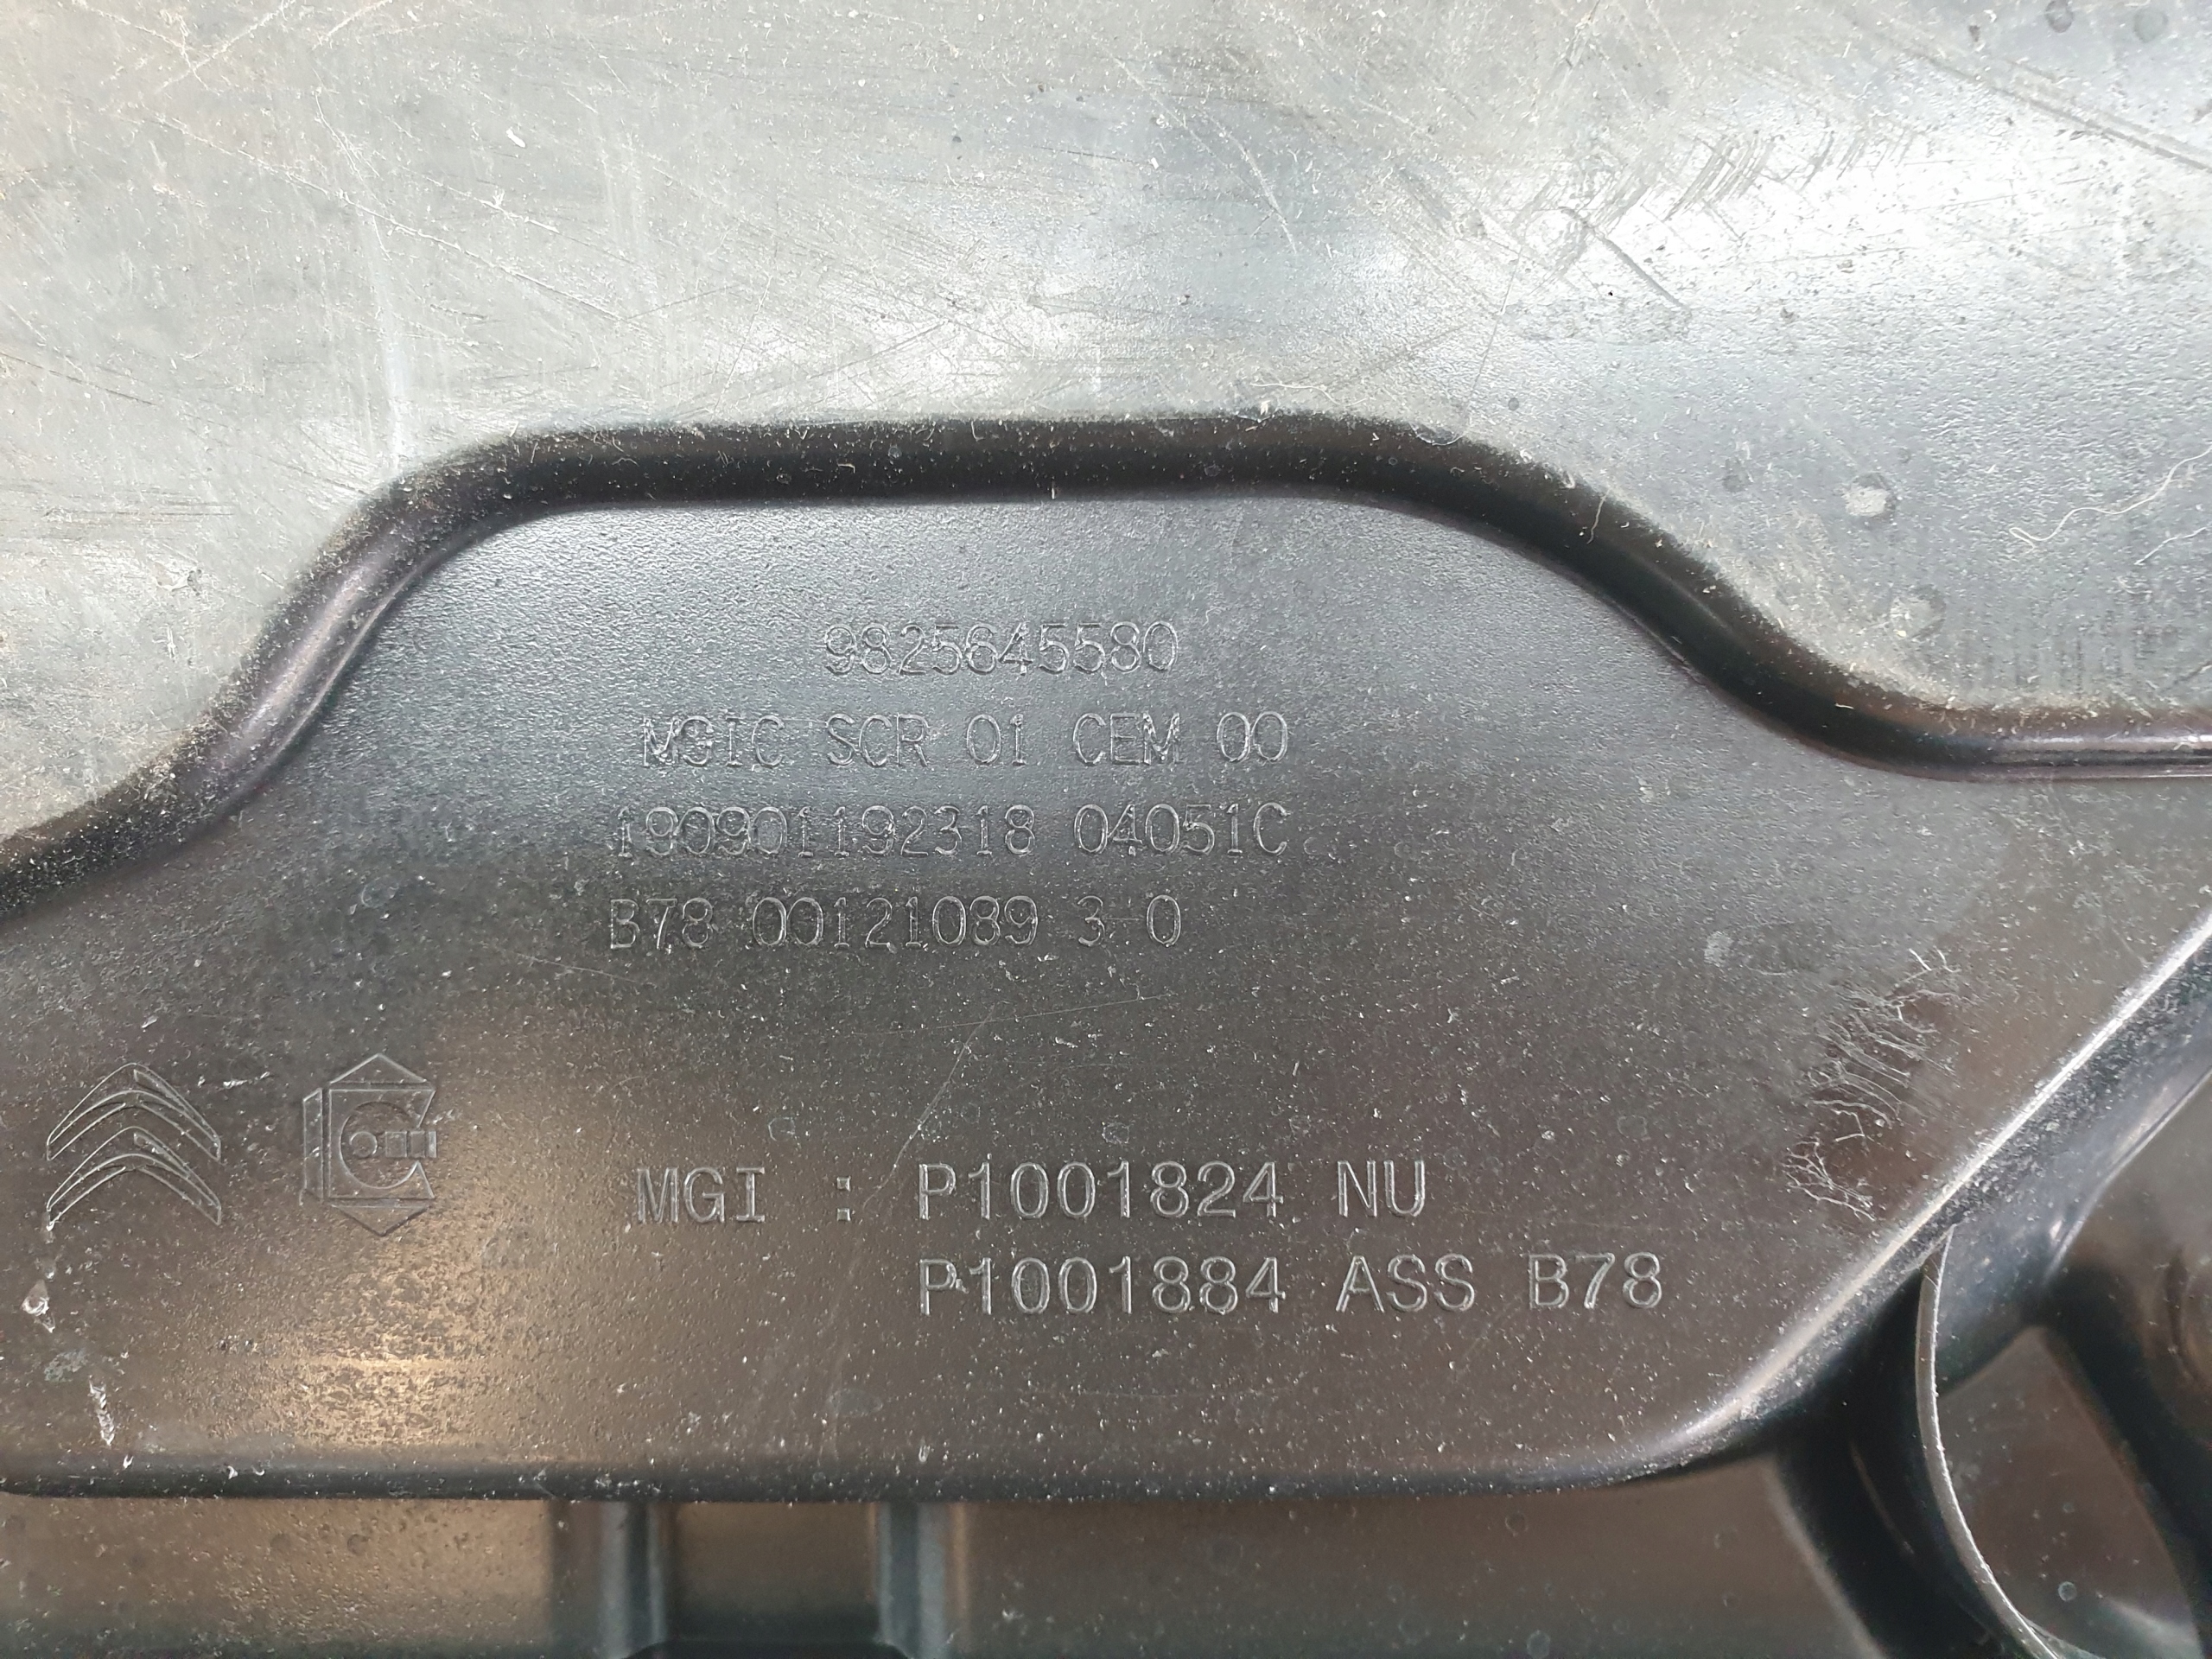 9825645580
MGIC SCR 01 CEM 00
190901192318 04051C
B78 00121089 3-0
MGI : P1001824 NU
P1001884 ASS B78